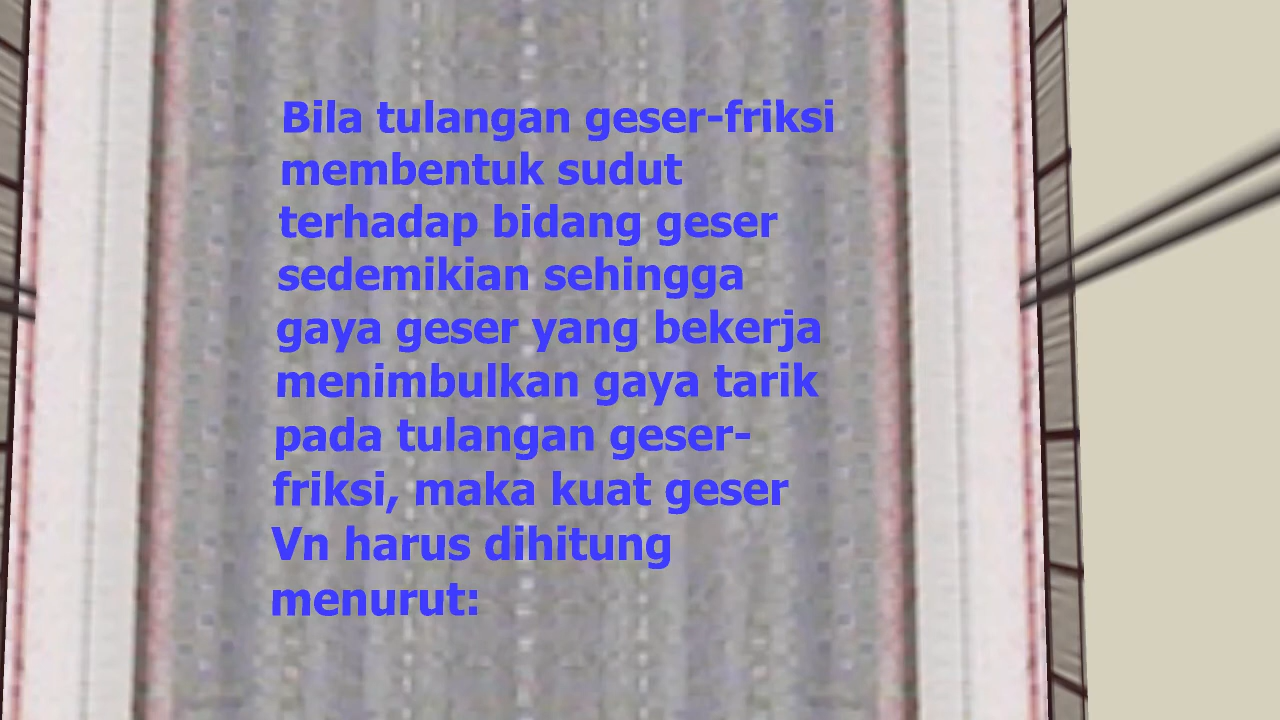 Bila tulangan geser-friksi
membentuk sudut
terhadap bidang geser
sedemikian sehingga
gaya geser yang bekerja
menimbulkan gaya tarik
pada tulangan geser-
friksi, maka kuat geser
Vn harus dihitung
menurut: